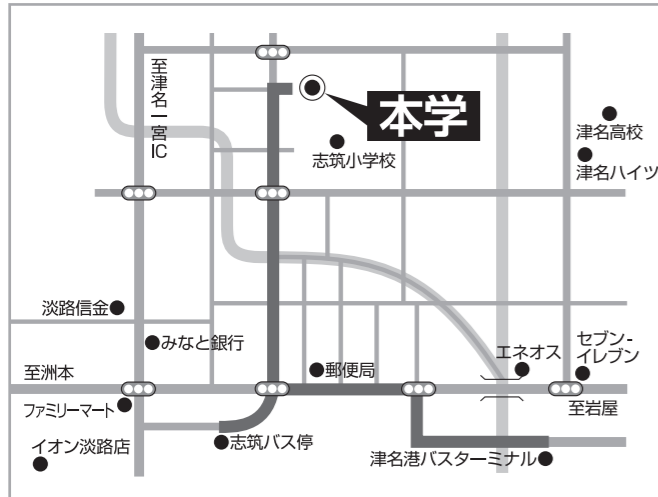 至津名一宮IC
本学
志筑小学校
津名高校
津名ハイツ
淡路信金
みなと銀行
至洲本
郵便局
エネオス
セブン-
イレブン
ファミリーマート
至岩屋
イオン淡路店
志筑バス停
津名港バスターミナル